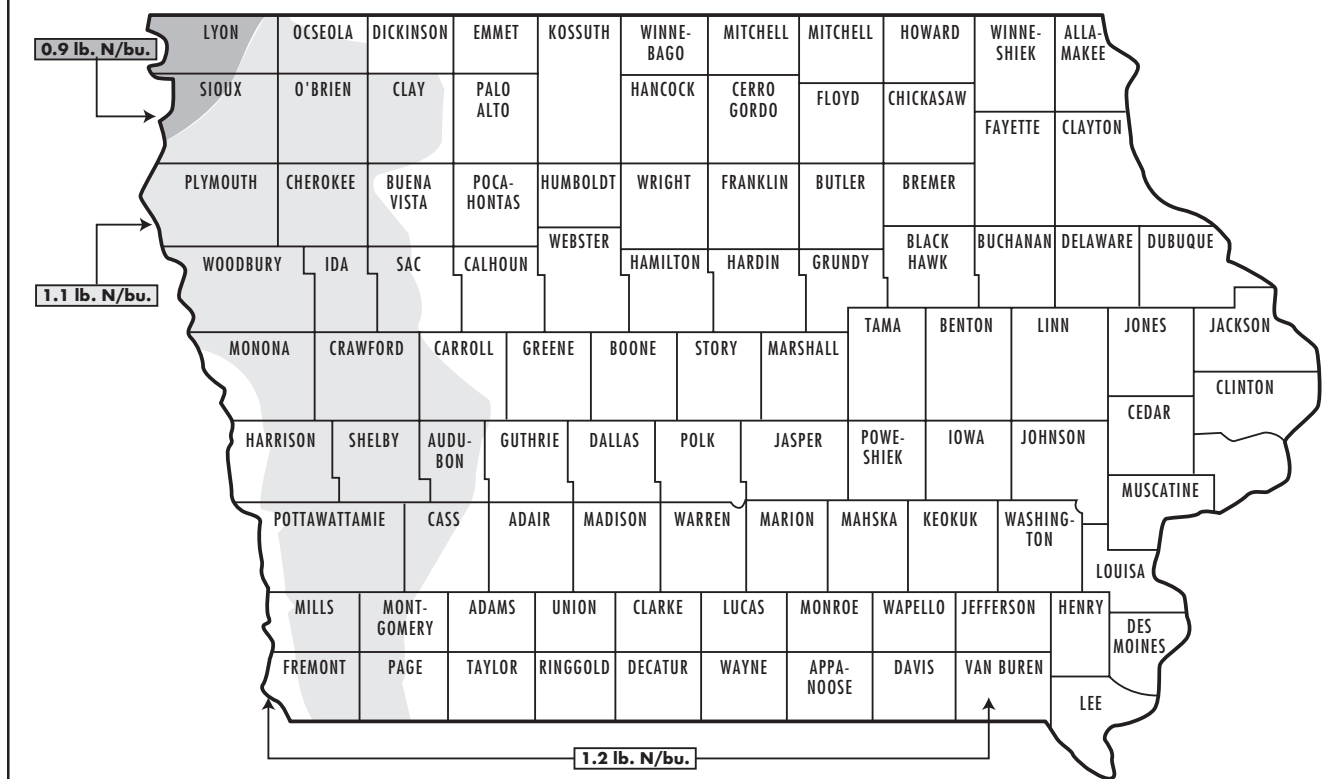 LYON
OCSEOLA
DICKINSON
EMMET
KOSSUTH
WINNE-
BAGO
MITCHELL
MITCHELL
HOWARD
WINNE-
SHIEK
ALLA-
MAKEE
0.9 lb. N/bu.
SIOUX
O'BRIEN
CLAY
PALO
ALTO
HANCOCK
CERRO
GORDO
FLOYD
CHICKASAW
FAYETTE
CLAYTON
PLYMOUTH
CHEROKEE
BUENA
VISTA
POCA-
HONTAS
HUMBOLDT
WRIGHT
FRANKLIN
BUTLER
BREMER
WEBSTER
BLACK
HAWK
BUCHANAN
DELAWARE
DUBUQUE
WOODBURY
IDA
SAC
CALHOUN
HAMILTON
HARDIN
GRUNDY
1.1 lb. N/bu.
TAMA
BENTON
LINN
JONES
JACKSON
MONONA
CRAWFORD
CARROLL
GREENE
BOONE
STORY
MARSHALL
CLINTON
CEDAR
HARRISON
SHELBY
AUDU-
BON
GUTHRIE
DALLAS
POLK
JASPER
POWE-
SHIEK
IOWA
JOHNSON
MUSCATINE
POTTAWATTAMIE
CASS
ADAIR
MADISON
WARREN
MARION
MAHSKA
KEOKUK
WASHING-
TON
LOUISA
MILLS
MONT-
GOMERY
ADAMS
UNION
CLARKE
LUCAS
MONROE
WAPELLO
JEFFERSON
HENRY
DES
MOINES
FREMONT
PAGE
TAYLOR
RINGGOLD
DECATUR
WAYNE
APPA-
NOOSE
DAVIS
VAN BUREN
LEE
1.2 lb. N/bu.